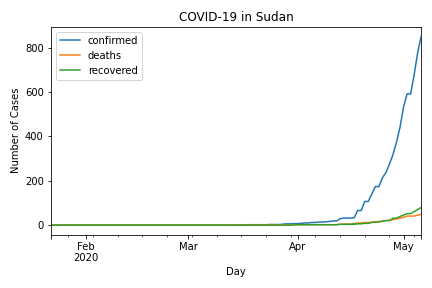 COVID-19 in Sudan
confirmed
deaths
recovered
Number of Cases
800
600
400
200
0
Feb
2020
Mar
Apr
May
Day